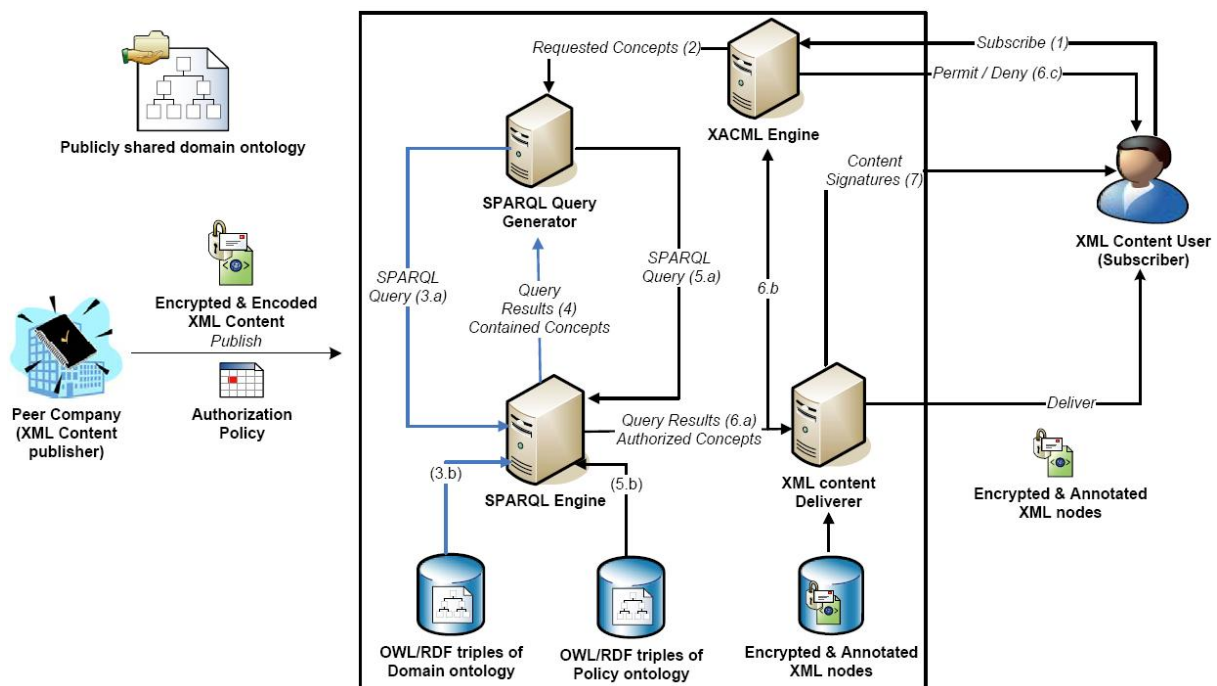 Requested Concepts (2)
Subscribe (1)
Permit / Deny (6.c)
Publicly shared domain ontology
XACML Engine
Content
Signatures (7)
SPARQL Query
Generator
XML Content User
(Subscriber)
SPARQL
Query (3.a)
Query
Results (4)
Contained Concepts
SPARQL
Query (5.a)
6.b
Encrypted & Encoded
XML Content
Publish
Authorization
Policy
Peer Company
(XML Content
publisher)
Query Results (6.a)
Authorized Concepts
Deliver
(3.b)
(5.b)
SPARQL Engine
XML content
Deliverer
Encrypted & Annotated
XML nodes
OWL/RDF triples of
Domain ontology
OWL/RDF triples of
Policy ontology
Encrypted & Annotated
XML nodes